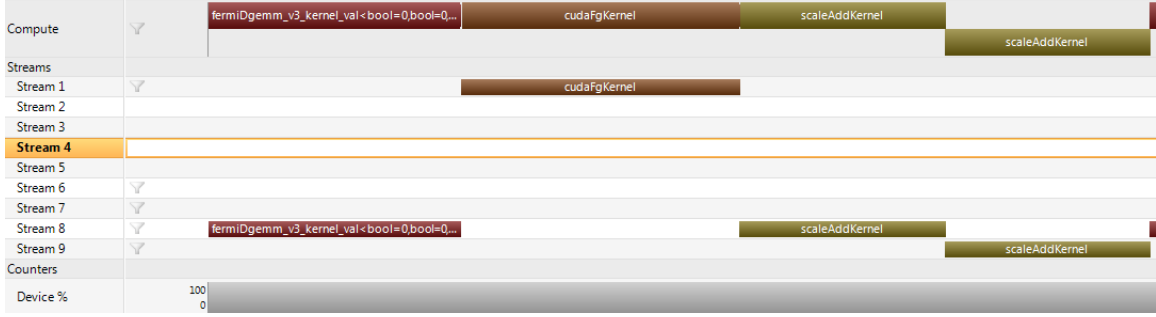 Compute
fermiDgemm_v3_kernel_val<bool=0,bool=0,... cudaFgKernel scaleAddKernel
scaleAddKernel
Streams
Stream 1 cudaFgKernel
Stream 2
Stream 3
Stream 4
Stream 5
Stream 6
Stream 7
Stream 8 fermiDgemm_v3_kernel_val<bool=0,bool=0,... scaleAddKernel
Stream 9 scaleAddKernel
Counters
Device % 100
0